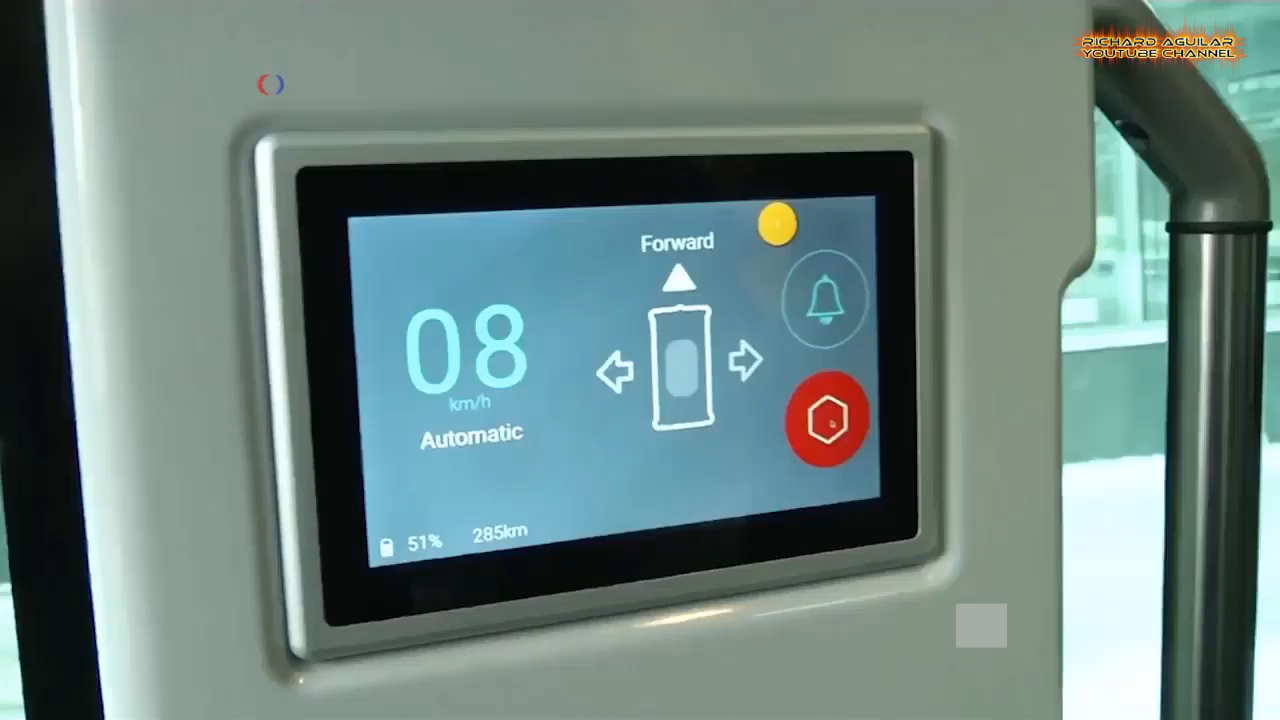 RICHARD AGUILAR
YOUTUBE CHANNEL
Forward
08
km/h
Automatic
51%
285km